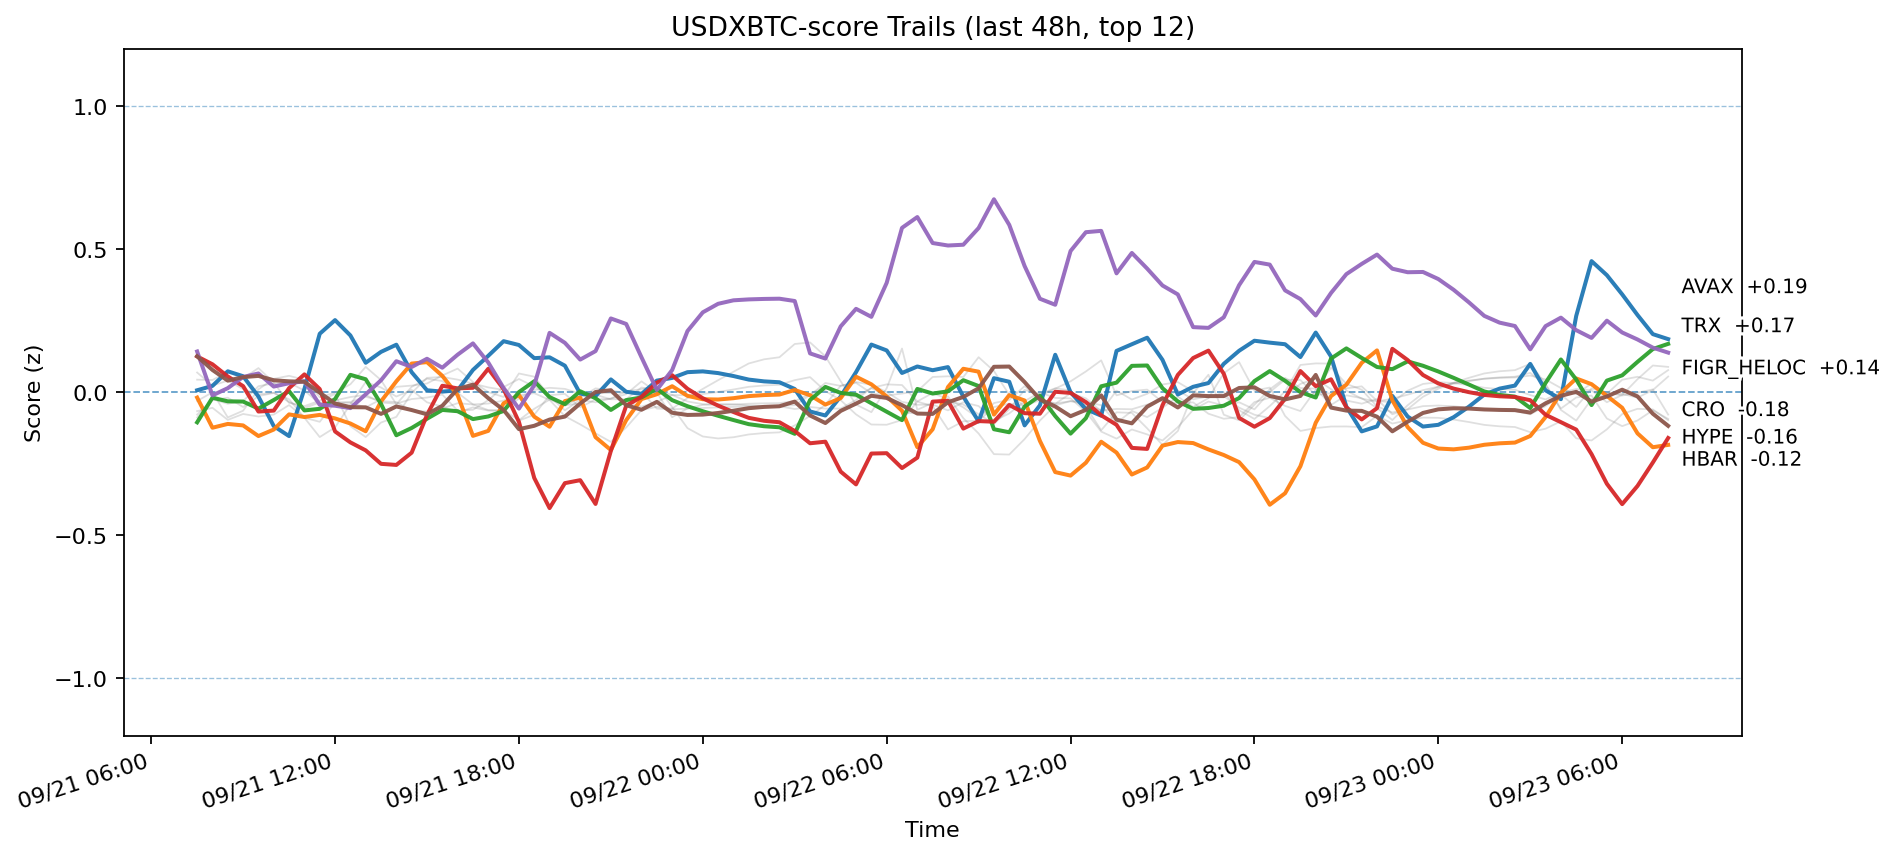 USDXBTC-score Trails (last 48h, top 12)
Score (z)
1.0
0.5
0.0
−0.5
−1.0
AVAX +0.19
TRX +0.17
FIGR_HELOC +0.14
CRO -0.18
HYPE -0.16
HBAR -0.12
09/21 06:00
09/21 12:00
09/21 18:00
09/22 00:00
09/22 06:00
09/22 12:00
09/22 18:00
09/23 00:00
09/23 06:00
Time